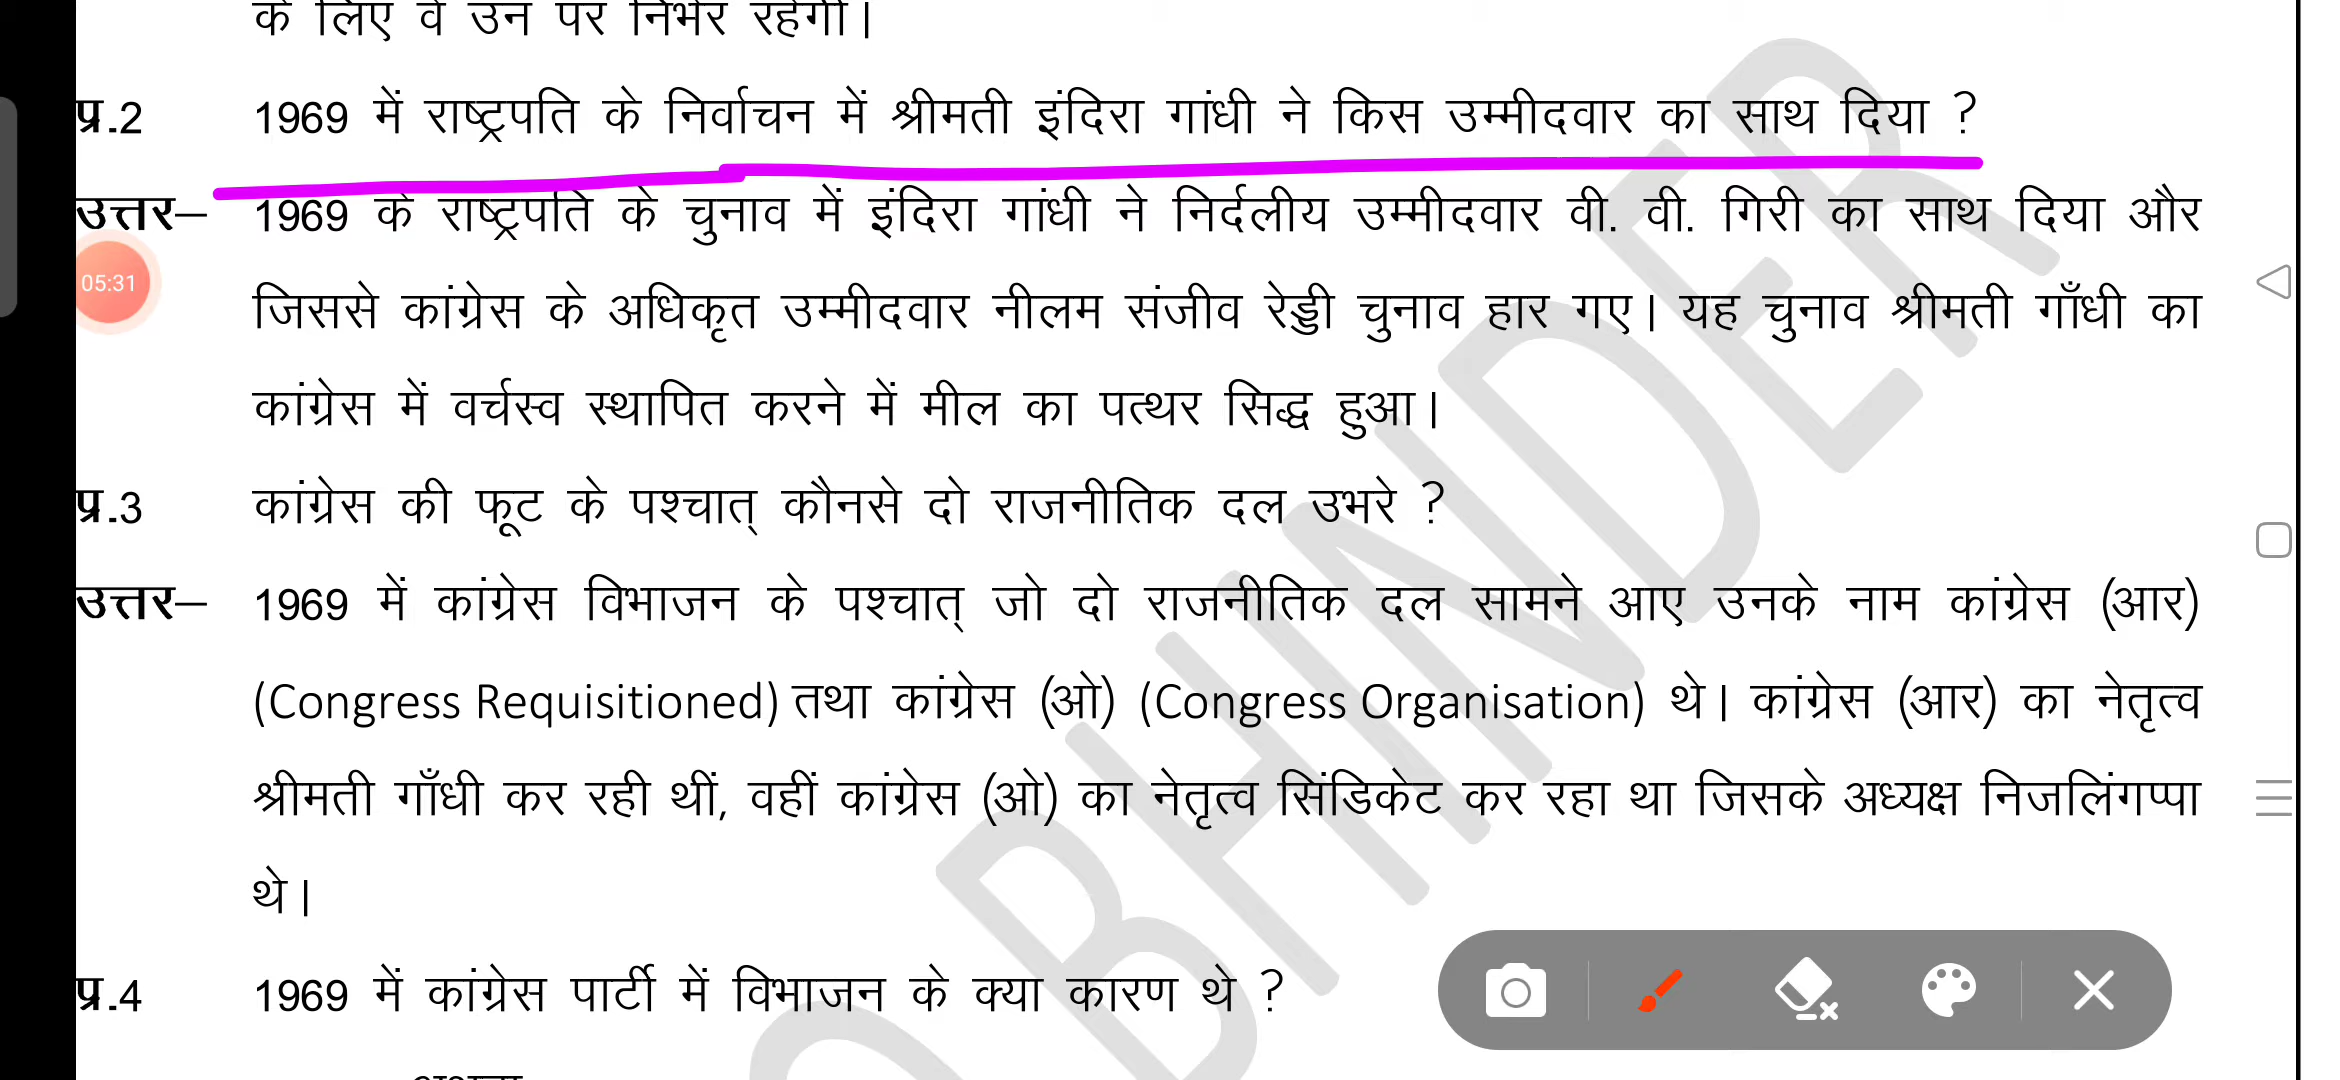 के लिए वे उन पर निर्भर रहेगी।
प्र.2 1969 में राष्ट्रपति के निर्वाचन में श्रीमती इंदिरा गांधी ने किस उम्मीदवार का साथ दिया ?
उत्तर– 1969 के राष्ट्रपति के चुनाव में इंदिरा गांधी ने निर्दलीय उम्मीदवार वी. वी. गिरी का साथ दिया और
05:31
जिससे कांग्रेस के अधिकृत उम्मीदवार नीलम संजीव रेड्डी चुनाव हार गए। यह चुनाव श्रीमती गाँधी का
कांग्रेस में वर्चस्व स्थापित करने में मील का पत्थर सिद्ध हुआ।
प्र.3 कांग्रेस की फूट के पश्चात् कौनसे दो राजनीतिक दल उभरे ?
उत्तर– 1969 में कांग्रेस विभाजन के पश्चात् जो दो राजनीतिक दल सामने आए उनके नाम कांग्रेस (आर)
(Congress Requisitioned) तथा कांग्रेस (ओ) (Congress Organisation) थे। कांग्रेस (आर) का नेतृत्व
श्रीमती गाँधी कर रही थीं, वहीं कांग्रेस (ओ) का नेतृत्व सिंडिकेट कर रहा था जिसके अध्यक्ष निजलिंगप्पा
थे।
प्र.4 1969 में कांग्रेस पार्टी में विभाजन के क्या कारण थे ?
BHINDER